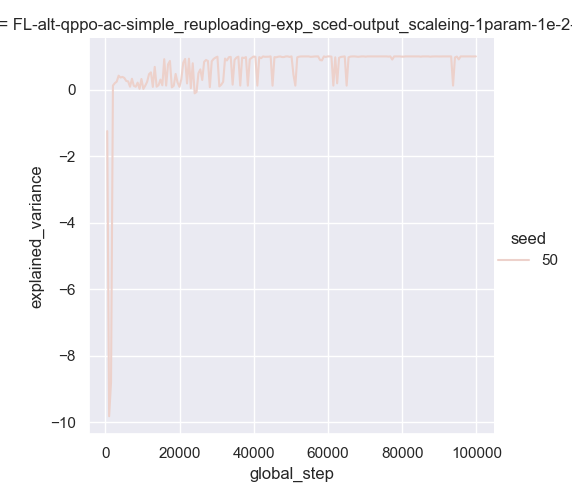 = FL-alt-qppo-ac-simple_reuploading-exp_sced-output_scaleing-1param-1e-2-
0
−2
−4
−6
−8
−10
explained_variance
0 20000 40000 60000 80000 100000
global_step
seed
50